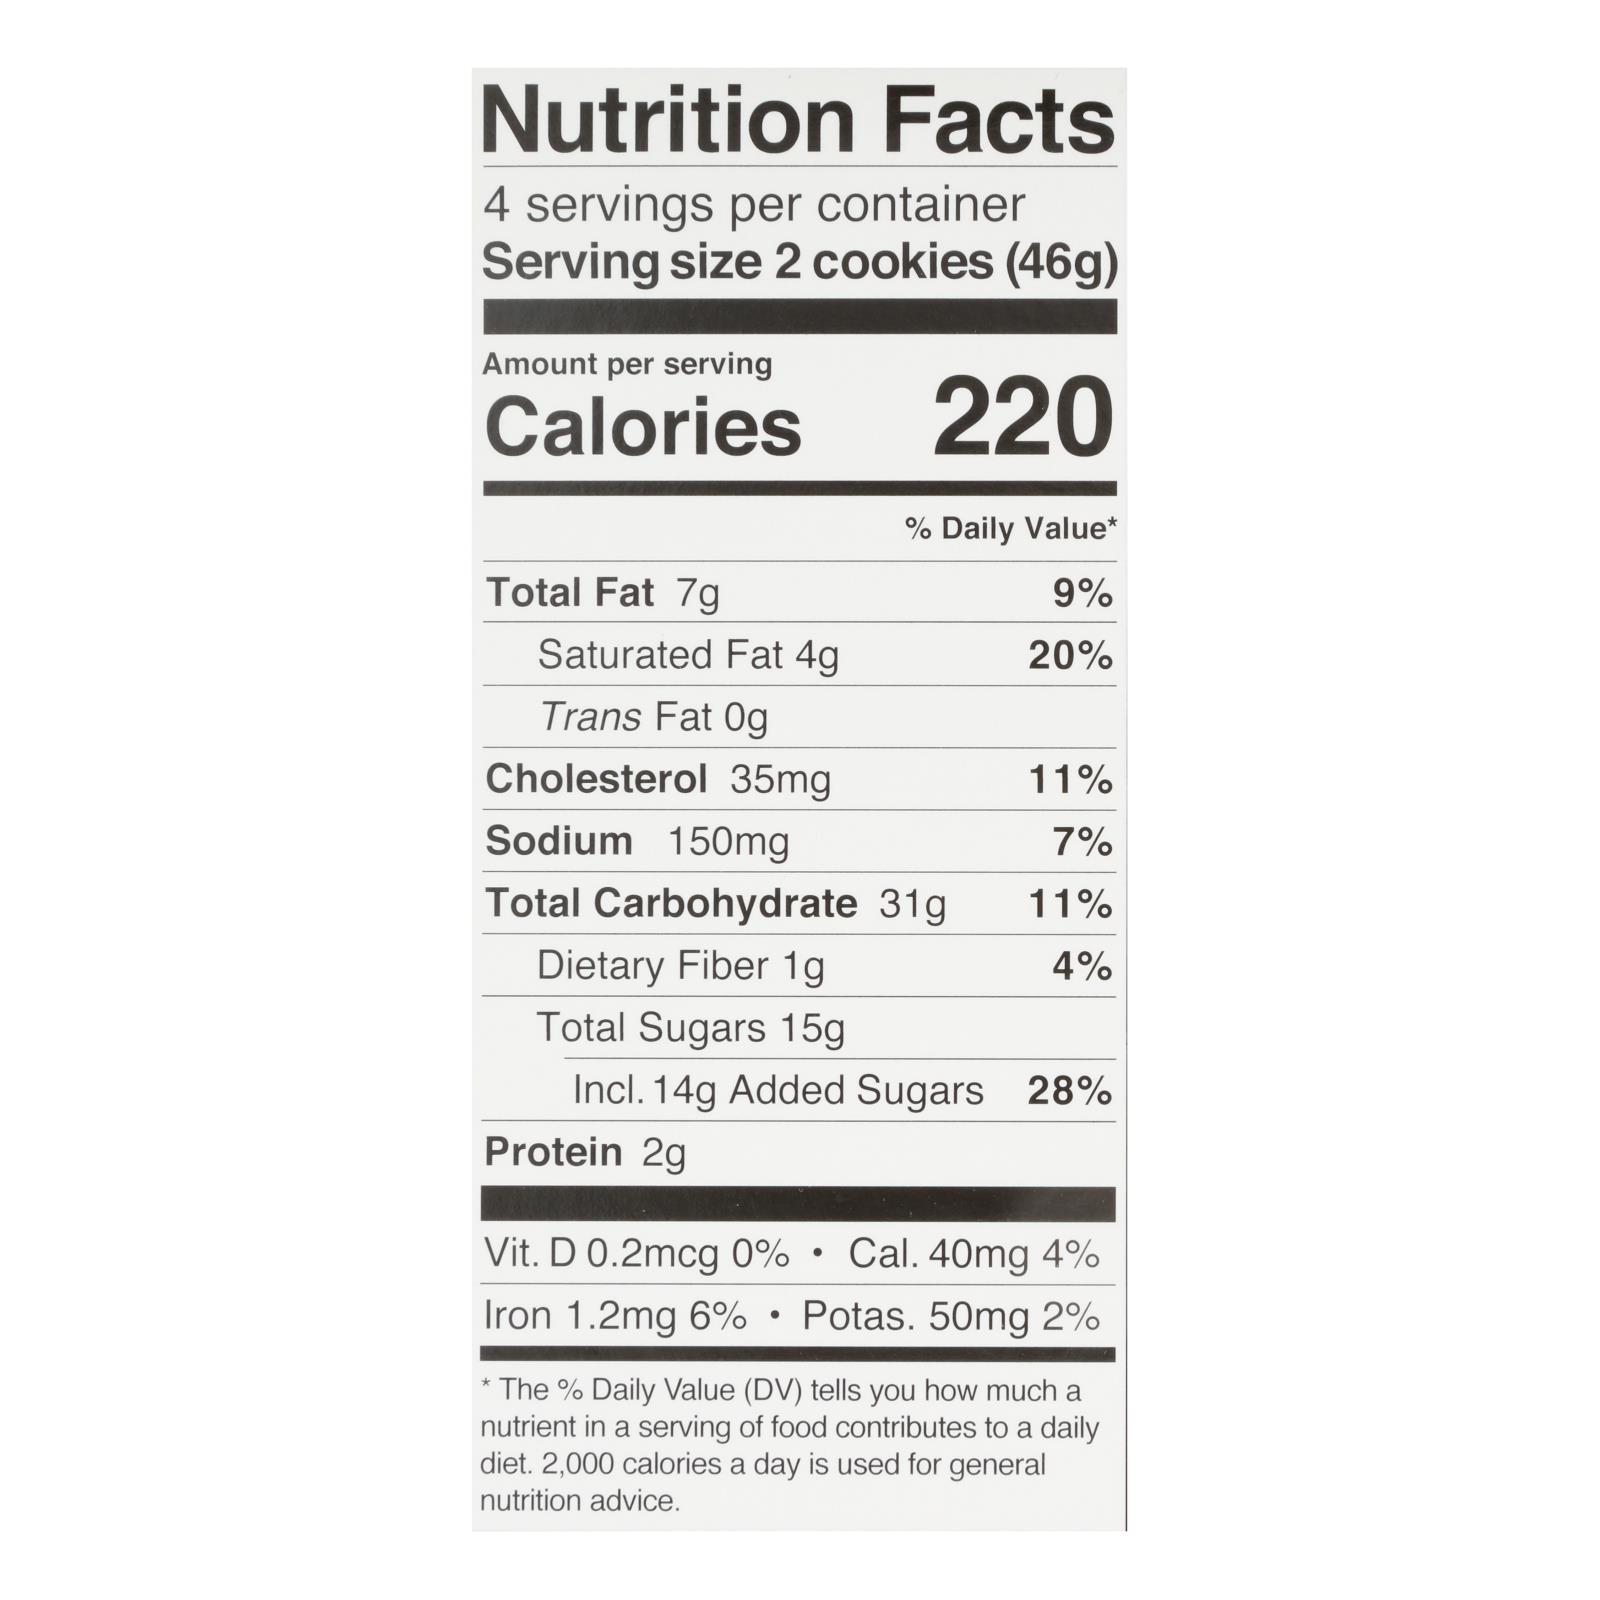 Nutrition Facts
4 servings per container
Serving size 2 cookies (46g)
Amount per serving
Calories 220
% Daily Value*
Total Fat 7g 9%
Saturated Fat 4g 20%
Trans Fat 0g
Cholesterol 35mg 11%
Sodium 150mg 7%
Total Carbohydrate 31g 11%
Dietary Fiber 1g 4%
Total Sugars 15g
Incl. 14g Added Sugars 28%
Protein 2g
Vit. D 0.2mcg 0% • Cal. 40mg 4%
Iron 1.2mg 6% • Potas. 50mg 2%
* The % Daily Value (DV) tells you how much a
nutrient in a serving of food contributes to a daily
diet. 2,000 calories a day is used for general
nutrition advice.